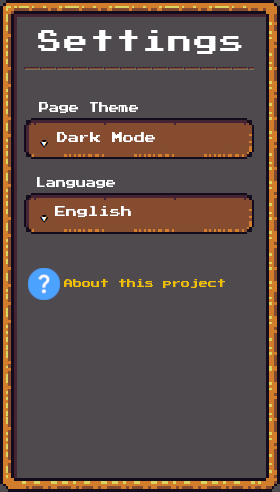 Settings
Page Theme
Dark Mode
Language
English
? About this project